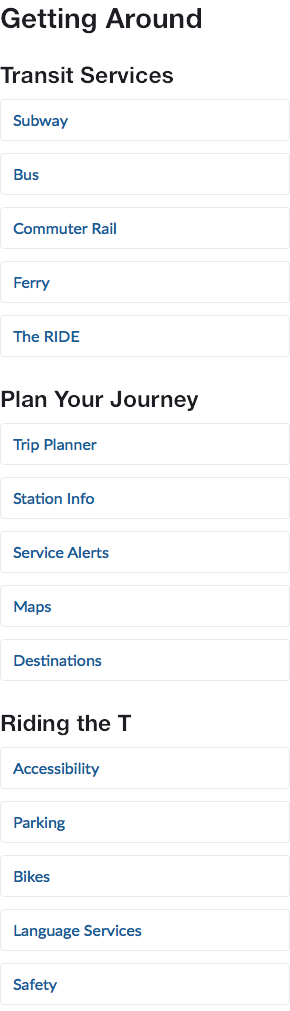 Getting Around
Transit Services
Subway
Bus
Commuter Rail
Ferry
The RIDE
Plan Your Journey
Trip Planner
Station Info
Service Alerts
Maps
Destinations
Riding the T
Accessibility
Parking
Bikes
Language Services
Safety